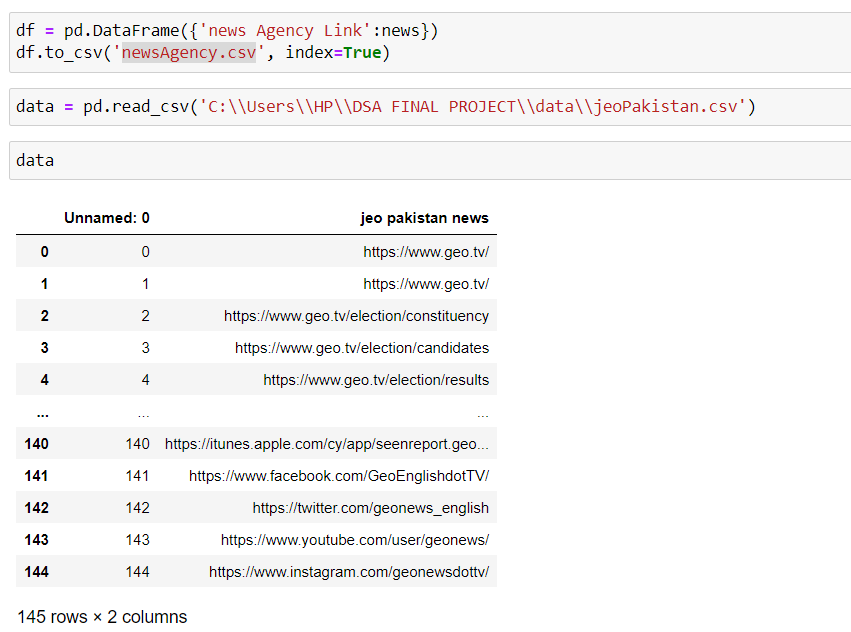 df = pd.DataFrame({'news Agency Link':news})
df.to_csv('newsAgency.csv', index=True)
data = pd.read_csv('C:\\Users\\HP\\DSA FINAL PROJECT\\data\\jeoPakistan.csv')
data
Unnamed: 0 jeo pakistan news
0 0 https://www.geo.tv/
1 1 https://www.geo.tv/
2 2 https://www.geo.tv/election/constituency
3 3 https://www.geo.tv/election/candidates
4 4 https://www.geo.tv/election/results
... ... ...
140 140 https://itunes.apple.com/cy/app/seenreport.geo...
141 141 https://www.facebook.com/GeoEnglishdotTV/
142 142 https://twitter.com/geonews_english
143 143 https://www.youtube.com/user/geonews/
144 144 https://www.instagram.com/geonewsdottv/
145 rows × 2 columns